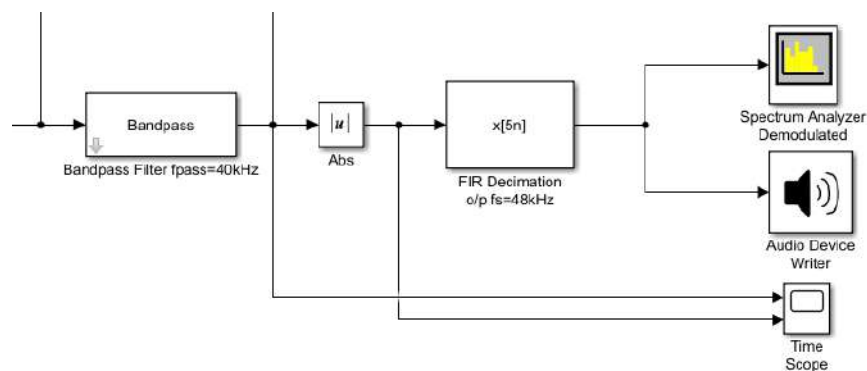 Bandpass
Bandpass Filter fpass=40kHz
|u|
Abs
x[5n]
FIR Decimation
o/p fs=48kHz
Spectrum Analyzer
Demodulated
Audio Device
Writer
Time
Scope